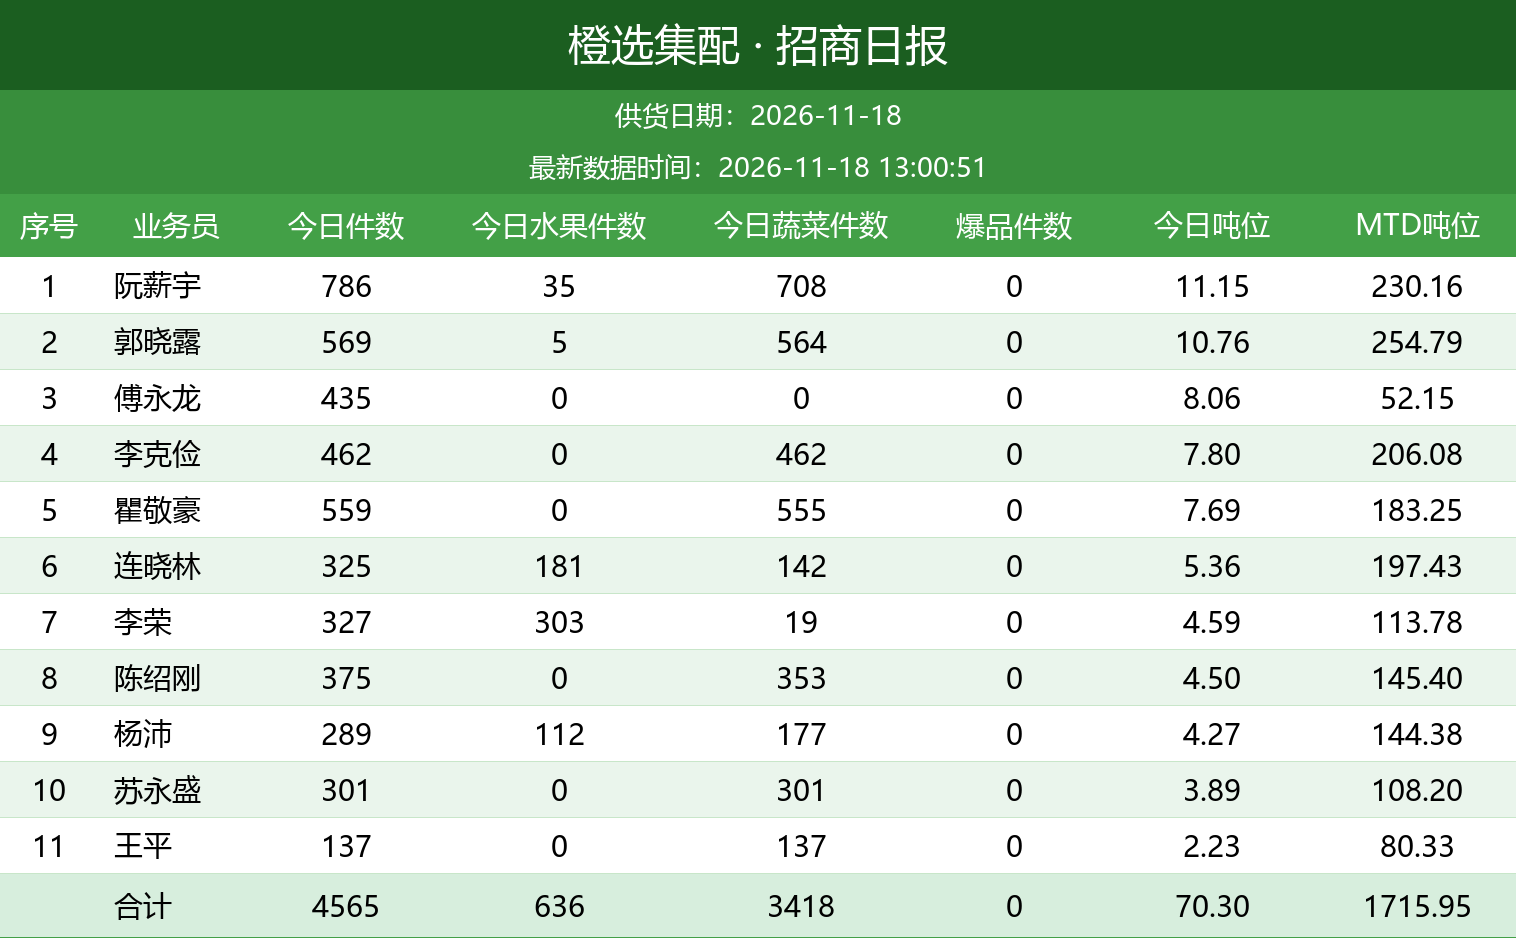 橙选集配 · 招商日报
供货日期：2026-11-18
最新数据时间：2026-11-18 13:00:51
序号 业务员 今日件数 今日水果件数 今日蔬菜件数 爆品件数 今日吨位 MTD吨位
1 阮薪宇 786 35 708 0 11.15 230.16
2 郭晓露 569 5 564 0 10.76 254.79
3 傅永龙 435 0 0 0 8.06 52.15
4 李克俭 462 0 462 0 7.80 206.08
5 瞿敬豪 559 0 555 0 7.69 183.25
6 连晓林 325 181 142 0 5.36 197.43
7 李荣 327 303 19 0 4.59 113.78
8 陈绍刚 375 0 353 0 4.50 145.40
9 杨沛 289 112 177 0 4.27 144.38
10 苏永盛 301 0 301 0 3.89 108.20
11 王平 137 0 137 0 2.23 80.33
合计 4565 636 3418 0 70.30 1715.95